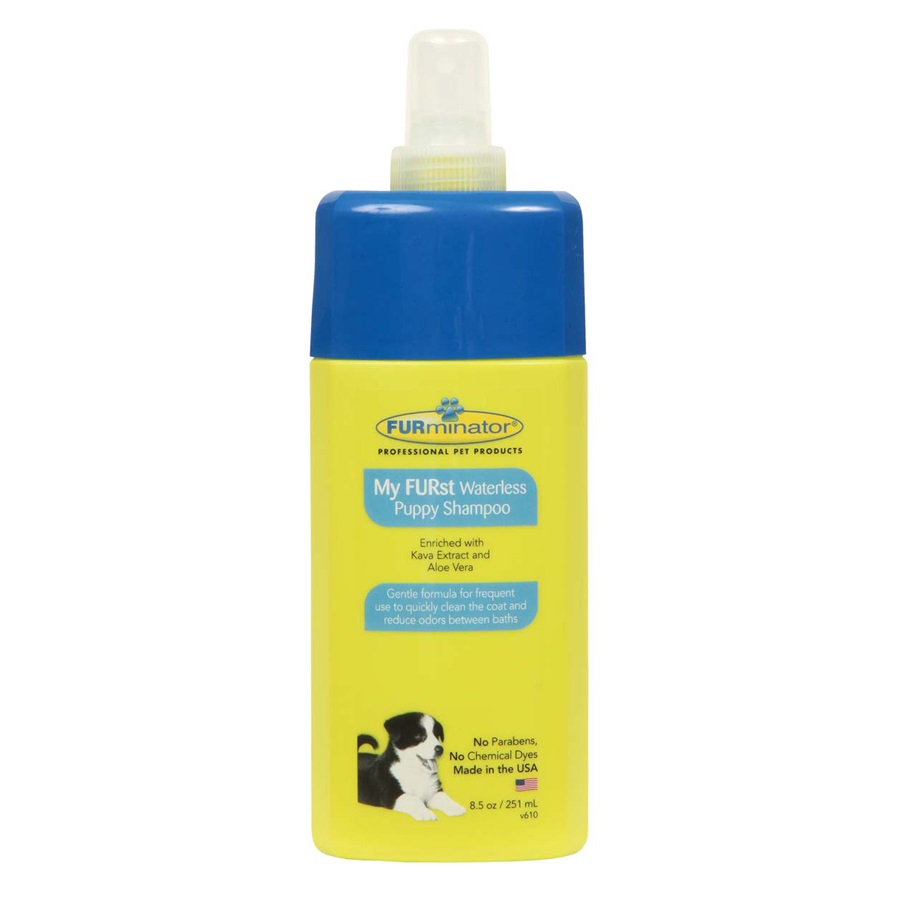 FURminator®
PROFESSIONAL PET PRODUCTS
My FURst Waterless
Puppy Shampoo
Enriched with
Kava Extract and
Aloe Vera
Gentle formula for frequent
use to quickly clean the coat and
reduce odors between baths
No Parabens,
No Chemical Dyes
Made in the USA
8.5 oz / 251 mL
v610